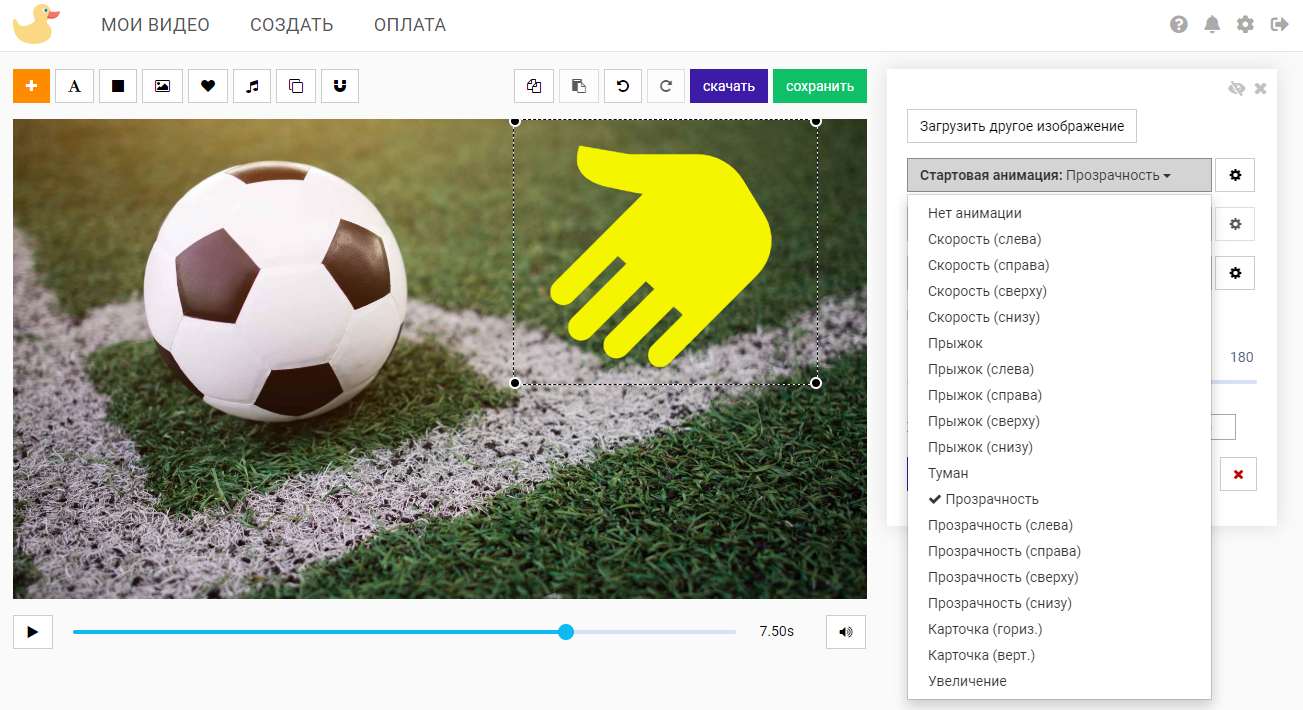 МОИ ВИДЕО СОЗДАТЬ ОПЛАТА
A скачать сохранить
Загрузить другое изображение
Стартовая анимация: Прозрачность
Нет анимации
Скорость (слева)
Скорость (справа)
Скорость (сверху)
Скорость (снизу)
Прыжок
Прыжок (слева)
Прыжок (справа)
Прыжок (сверху)
Прыжок (снизу)
Туман
Прозрачность
Прозрачность (слева)
Прозрачность (справа)
Прозрачность (сверху)
Прозрачность (снизу)
Карточка (гориз.)
Карточка (верт.)
Увеличение
180
7.50s